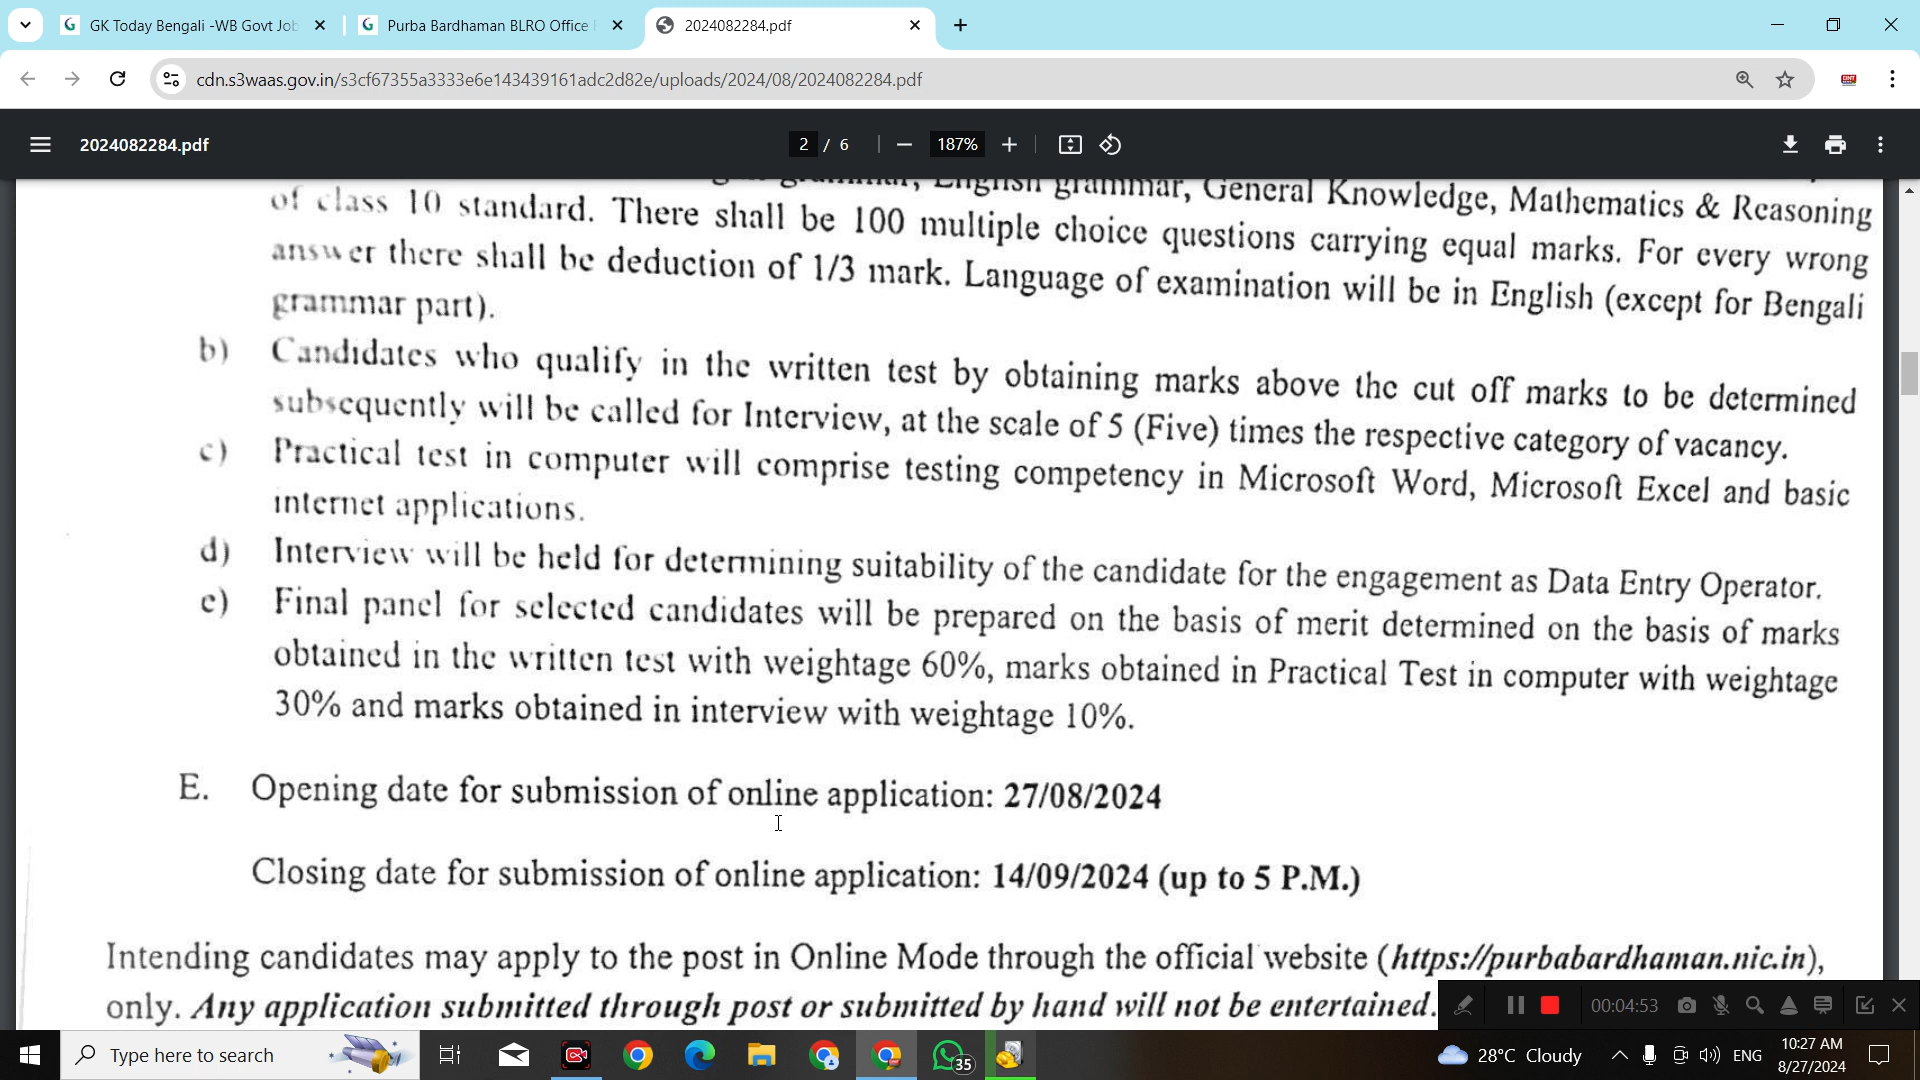 GK Today Bengali -WB Govt Job
Purba Bardhaman BLRO Office
2024082284.pdf
cdn.s3waas.gov.in/s3cf67355a3333e6e143439161adc2d82e/uploads/2024/08/2024082284.pdf
2024082284.pdf
2 / 6
187%
grammar, English grammar, General Knowledge, Mathematics & Reasoning
of class 10 standard. There shall be 100 multiple choice questions carrying equal marks. For every wrong
answer there shall be deduction of 1/3 mark. Language of examination will be in English (except for Bengali
grammar part).
b) Candidates who qualify in the written test by obtaining marks above the cut off marks to be determined
subsequently will be called for Interview, at the scale of 5 (Five) times the respective category of vacancy.
c) Practical test in computer will comprise testing competency in Microsoft Word, Microsoft Excel and basic
internet applications.
d) Interview will be held for determining suitability of the candidate for the engagement as Data Entry Operator.
e) Final panel for selected candidates will be prepared on the basis of merit determined on the basis of marks
obtained in the written test with weightage 60%, marks obtained in Practical Test in computer with weightage
30% and marks obtained in interview with weightage 10%.
E. Opening date for submission of online application: 27/08/2024
Closing date for submission of online application: 14/09/2024 (up to 5 P.M.)
Intending candidates may apply to the post in Online Mode through the official website (https://purbabardhaman.nic.in),
only. Any application submitted through post or submitted by hand will not be entertained.
00:04:53
Type here to search
35
28°C Cloudy
ENG
10:27 AM
8/27/2024